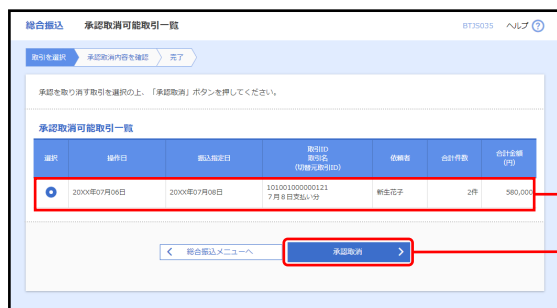 総合振込 承認取消可能取引一覧 BTJS035 ヘルプ ?
取引を選択 承認取消内容を確認 完了
承認を取り消す取引を選択の上、「承認取消」ボタンを押してください。
承認取消可能取引一覧
選択 操作日 振込指定日 取引ID 取引名 (切替元取引ID) 依頼者 合計件数 合計金額 (円)
20XX年07月06日 20XX年07月08日 101001000000121 新生花子 2件 580,000
７月８日支払い分
総合振込メニューへ 承認取消